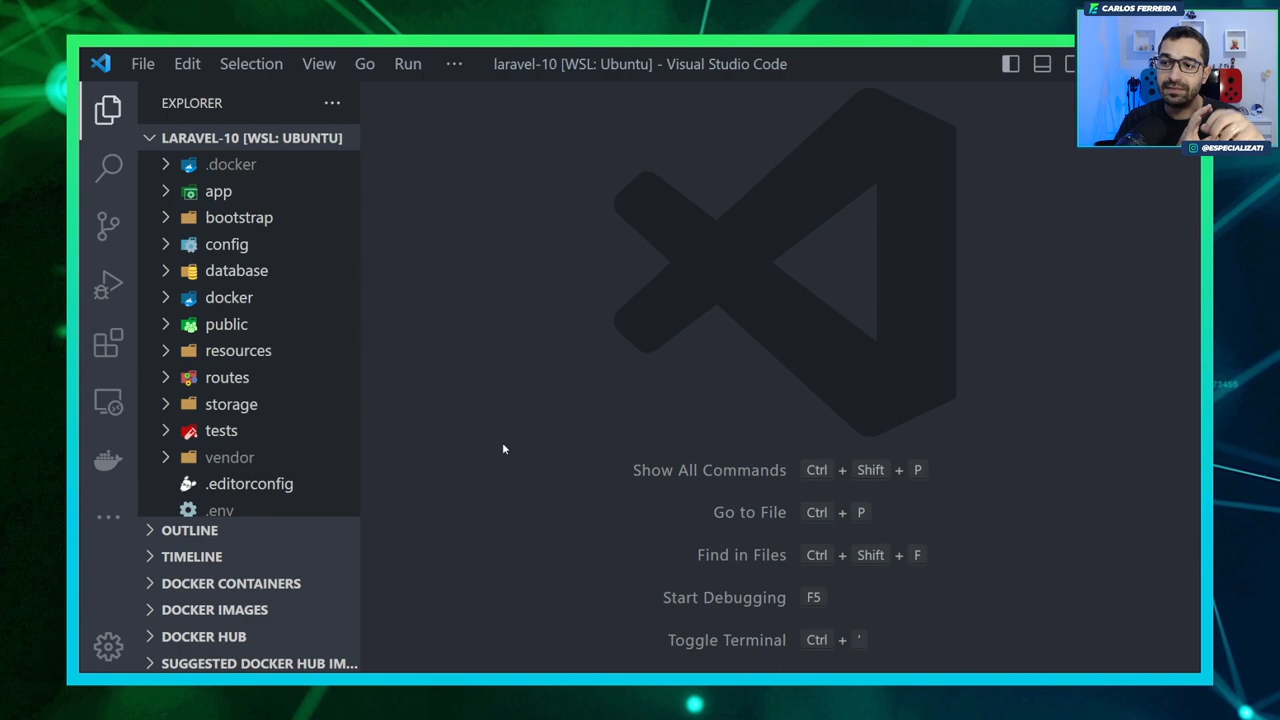 CARLOS FERREIRA
File Edit Selection View Go Run ··· laravel-10 [WSL: Ubuntu] - Visual Studio Code
EXPLORER ···
LARAVEL-10 [WSL: UBUNTU]
.docker
app
bootstrap
config
database
docker
public
resources
routes
storage
tests
vendor
.editorconfig
.env
OUTLINE
TIMELINE
DOCKER CONTAINERS
DOCKER IMAGES
DOCKER HUB
SUGGESTED DOCKER HUB IM...
Show All Commands Ctrl + Shift + P
Go to File Ctrl + P
Find in Files Ctrl + Shift + F
Start Debugging F5
Toggle Terminal Ctrl + '
@ESPECIALIZATI
73455